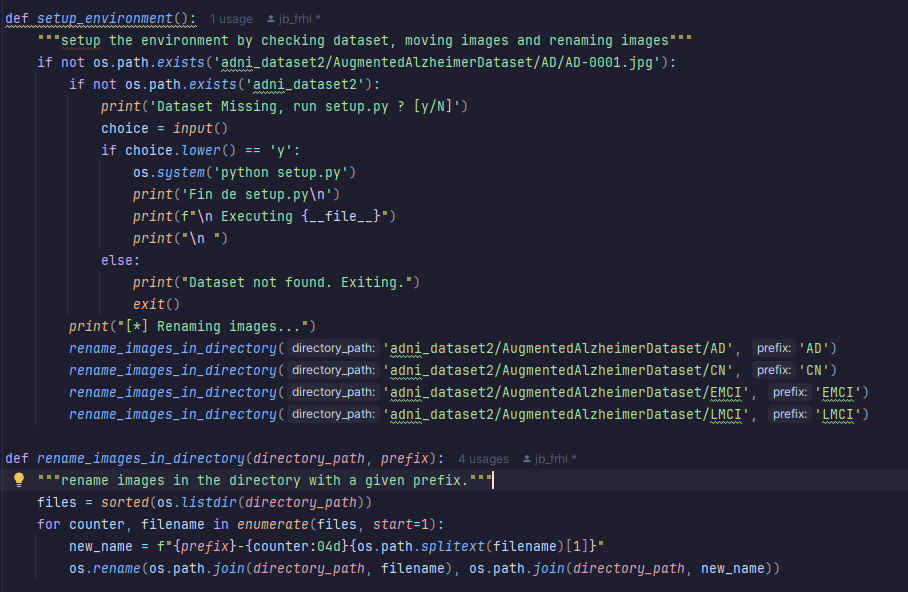 def setup_environment():  1 usage  jb_frhl *
    """setup the environment by checking dataset, moving images and renaming images"""
    if not os.path.exists('adni_dataset2/AugmentedAlzheimerDataset/AD/AD-0001.jpg'):
        if not os.path.exists('adni_dataset2'):
            print('Dataset Missing, run setup.py ? [y/N]')
            choice = input()
            if choice.lower() == 'y':
                os.system('python setup.py')
                print('Fin de setup.py\n')
                print(f"\n Executing {__file__}")
                print("\n ")
            else:
                print("Dataset not found. Exiting.")
                exit()
        print("[*] Renaming images...")
        rename_images_in_directory( directory_path: 'adni_dataset2/AugmentedAlzheimerDataset/AD',  prefix: 'AD')
        rename_images_in_directory( directory_path: 'adni_dataset2/AugmentedAlzheimerDataset/CN',  prefix: 'CN')
        rename_images_in_directory( directory_path: 'adni_dataset2/AugmentedAlzheimerDataset/EMCI',  prefix: 'EMCI')
        rename_images_in_directory( directory_path: 'adni_dataset2/AugmentedAlzheimerDataset/LMCI',  prefix: 'LMCI')
def rename_images_in_directory(directory_path, prefix):  4 usages  jb_frhl *
    """rename images in the directory with a given prefix."""
    files = sorted(os.listdir(directory_path))
    for counter, filename in enumerate(files, start=1):
        new_name = f"{prefix}-{counter:04d}{os.path.splitext(filename)[1]}"
        os.rename(os.path.join(directory_path, filename), os.path.join(directory_path, new_name))